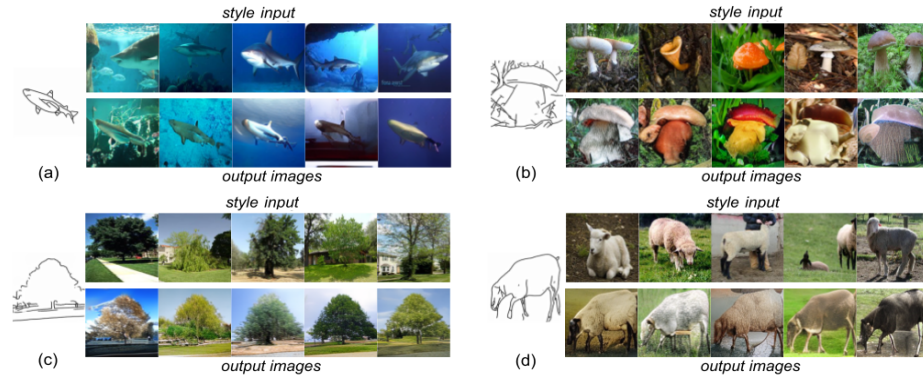 style input
(a)
output images
style input
(b)
output images
style input
(c)
output images
style input
(d)
output images